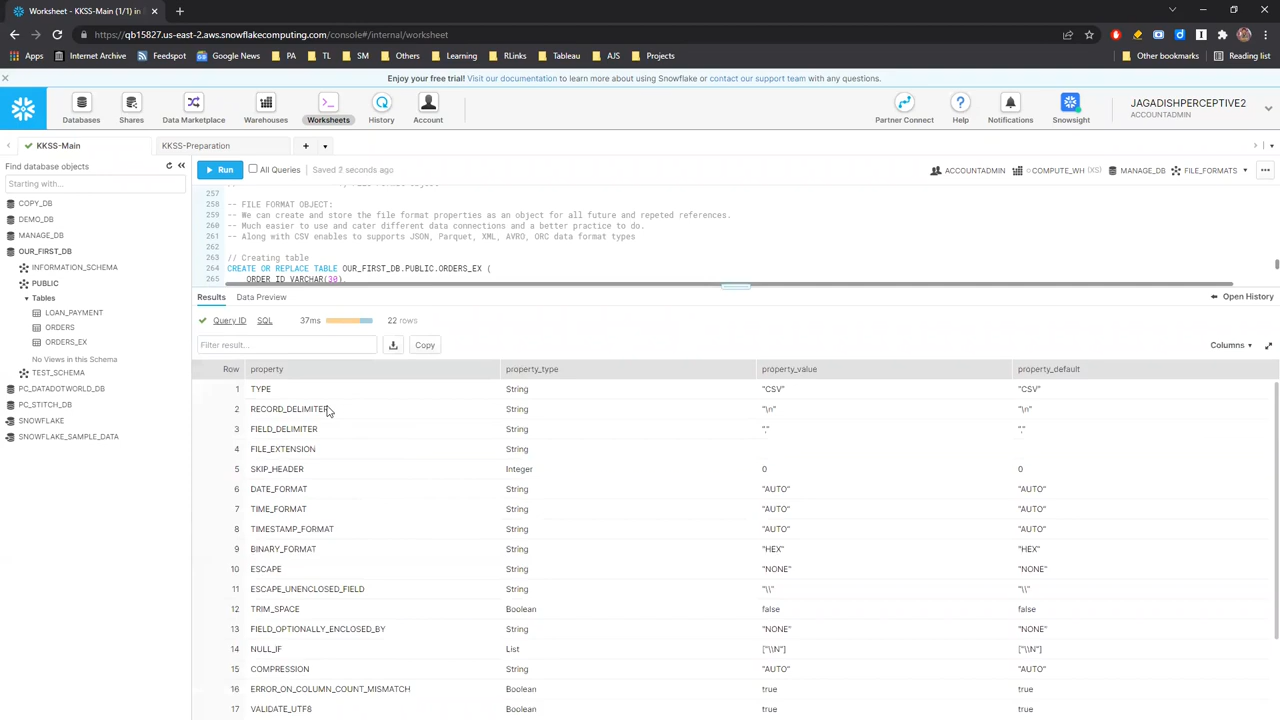 Worksheet - KKSS-Main (1/1) in
https://qb15827.us-east-2.aws.snowflakecomputing.com/console#/internal/worksheet
Apps Internet Archive Feedspot Google News PA TL SM Others Learning RLinks Tableau AJS Projects Other bookmarks Reading list
Enjoy your free trial! Visit our documentation to learn more about using Snowflake or contact our support team with any questions.
Databases Shares Data Marketplace Warehouses Worksheets History Account Partner Connect Help Notifications Snowsight
JAGADISHPERCEPTIVE2
ACCOUNTADMIN
KKSS-Main KKSS-Preparation
Find database objects
Starting with...
COPY_DB
DEMO_DB
MANAGE_DB
OUR_FIRST_DB
INFORMATION_SCHEMA
PUBLIC
Tables
LOAN_PAYMENT
ORDERS
ORDERS_EX
No Views in this Schema
TEST_SCHEMA
PC_DATADOTWORLD_DB
PC_STITCH_DB
SNOWFLAKE
SNOWFLAKE_SAMPLE_DATA
Run All Queries Saved 2 seconds ago ACCOUNTADMIN COMPUTE_WH (XS) MANAGE_DB FILE_FORMATS
257
258 -- FILE FORMAT OBJECT:
259 -- We can create and store the file format properties as an object for all future and repeted references.
260 -- Much easier to use and cater different data connections and a better practice to do.
261 -- Along with CSV enables to supports JSON, Parquet, XML, AVRO, ORC data format types
262
263 // Creating table
264 CREATE OR REPLACE TABLE OUR_FIRST_DB.PUBLIC.ORDERS_EX (
265 ORDER_ID VARCHAR(30),
Results Data Preview Open History
Query ID SQL 37ms 22 rows
Filter result... Copy Columns
Row property property_type property_value property_default
1 TYPE String "CSV" "CSV"
2 RECORD_DELIMITER String "\n" "\n"
3 FIELD_DELIMITER String "," ","
4 FILE_EXTENSION String
5 SKIP_HEADER Integer 0 0
6 DATE_FORMAT String "AUTO" "AUTO"
7 TIME_FORMAT String "AUTO" "AUTO"
8 TIMESTAMP_FORMAT String "AUTO" "AUTO"
9 BINARY_FORMAT String "HEX" "HEX"
10 ESCAPE String "NONE" "NONE"
11 ESCAPE_UNENCLOSED_FIELD String "\\" "\\"
12 TRIM_SPACE Boolean false false
13 FIELD_OPTIONALLY_ENCLOSED_BY String "NONE" "NONE"
14 NULL_IF List ["\\N"] ["\\N"]
15 COMPRESSION String "AUTO" "AUTO"
16 ERROR_ON_COLUMN_COUNT_MISMATCH Boolean true true
17 VALIDATE_UTF8 Boolean true true